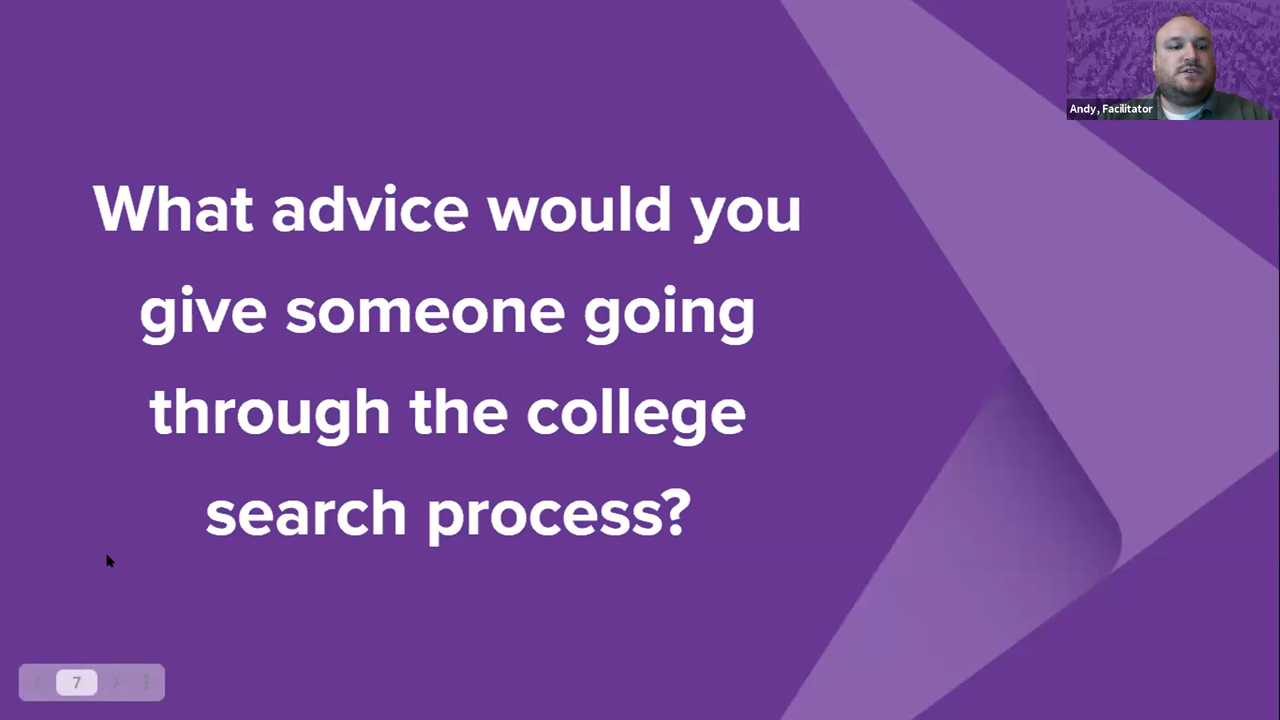 Andy, Facilitator
What advice would you
give someone going
through the college
search process?
7